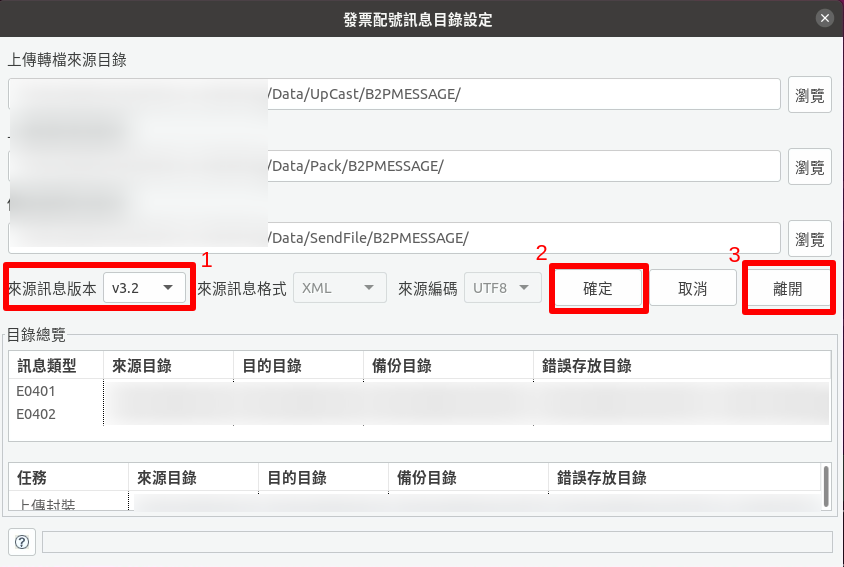 發票配號訊息目錄設定
上傳轉檔來源目錄
/Data/UpCast/B2PMESSAGE/ 瀏覽
/Data/Pack/B2PMESSAGE/ 瀏覽
/Data/SendFile/B2PMESSAGE/ 瀏覽
1 2 3
來源訊息版本 v3.2 來源訊息格式 XML 來源編碼 UTF8 確定 取消 離開
目錄總覽
訊息類型 來源目錄 目的目錄 備份目錄 錯誤存放目錄
E0401
E0402
任務 來源目錄 目的目錄 備份目錄 錯誤存放目錄
上傳封裝
?